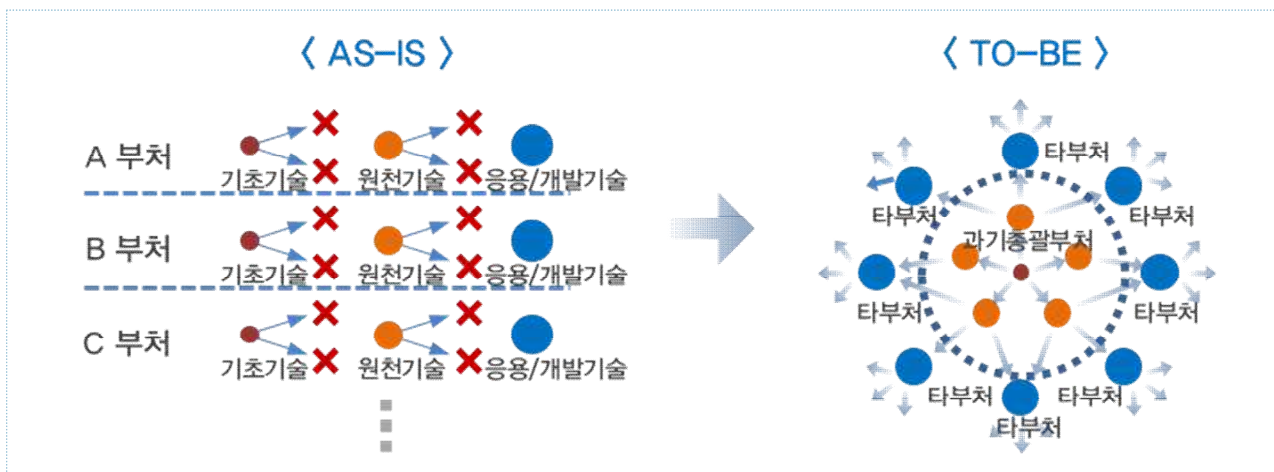 〈 AS-IS 〉
A 부처
기초기술
원천기술
응용/개발기술
B 부처
기초기술
원천기술
응용/개발기술
C 부처
기초기술
원천기술
응용/개발기술
〈 TO-BE 〉
타부처
타부처
타부처
과기총괄부처
타부처
타부처
타부처
타부처
타부처